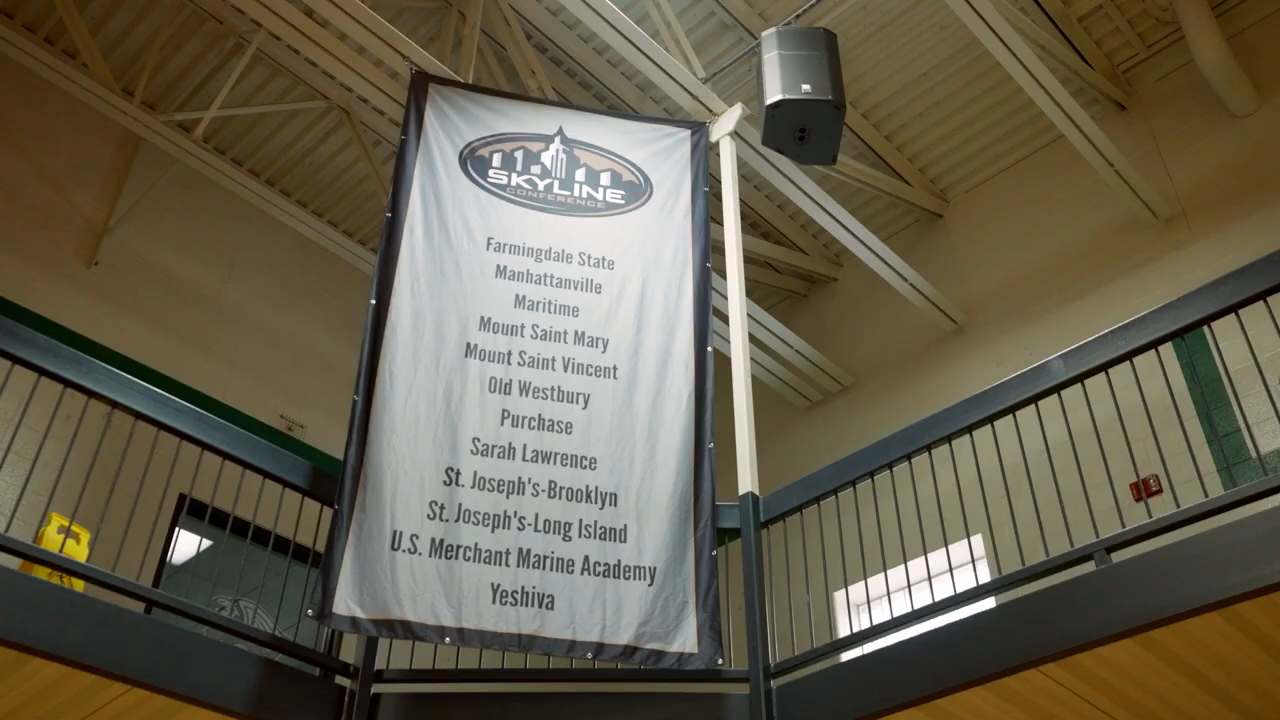 SKYLINE
CONFERENCE
Farmingdale State
Manhattanville
Maritime
Mount Saint Mary
Mount Saint Vincent
Old Westbury
Purchase
Sarah Lawrence
St. Joseph's-Brooklyn
St. Joseph's-Long Island
U.S. Merchant Marine Academy
Yeshiva